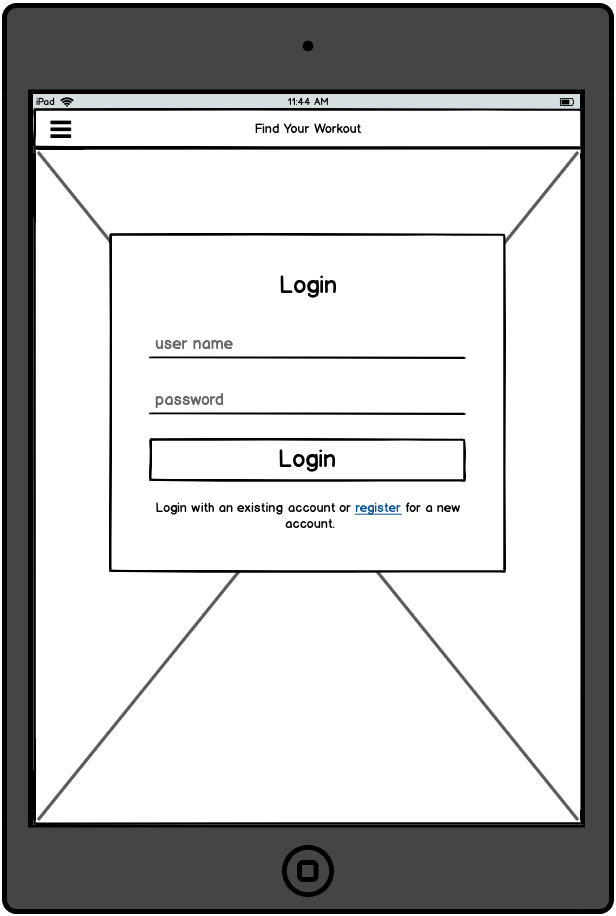 iPad
11:44 AM
Find Your Workout
Login
user name
password
Login
Login with an existing account or register for a new
account.